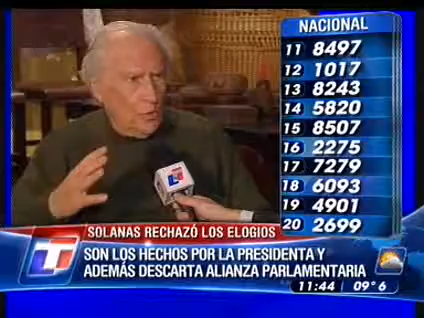 NACIONAL
11 8497
12 1017
13 8243
14 5820
15 8507
16 2275
17 7279
18 6093
19 4901
20 2699
SOLANAS RECHAZÓ LOS ELOGIOS
SON LOS HECHOS POR LA PRESIDENTA Y
ADEMÁS DESCARTA ALIANZA PARLAMENTARIA
11:44 09°6